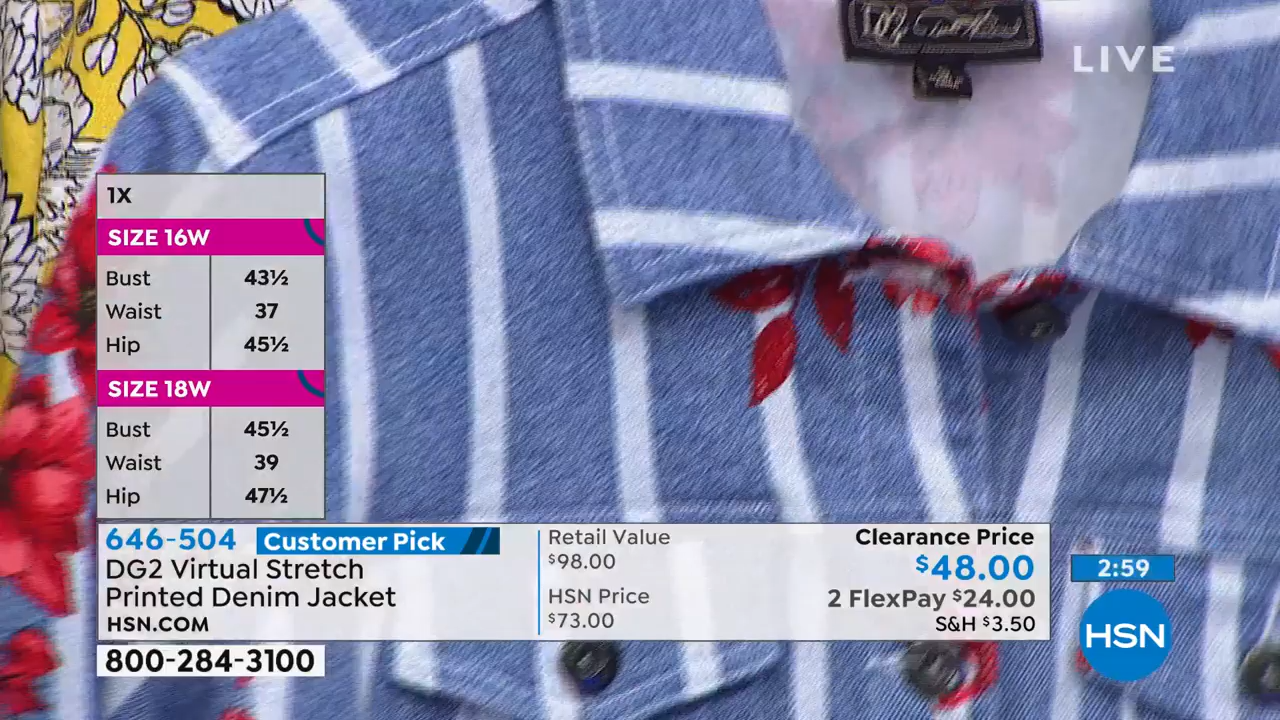 LIVE
1X
SIZE 16W
Bust 43½
Waist 37
Hip 45½
SIZE 18W
Bust 45½
Waist 39
Hip 47½
646-504 Customer Pick
DG2 Virtual Stretch
Printed Denim Jacket
HSN.COM
Retail Value
$98.00
HSN Price
$73.00
Clearance Price
$48.00
2 FlexPay $24.00
S&H $3.50
2:59
HSN
800-284-3100